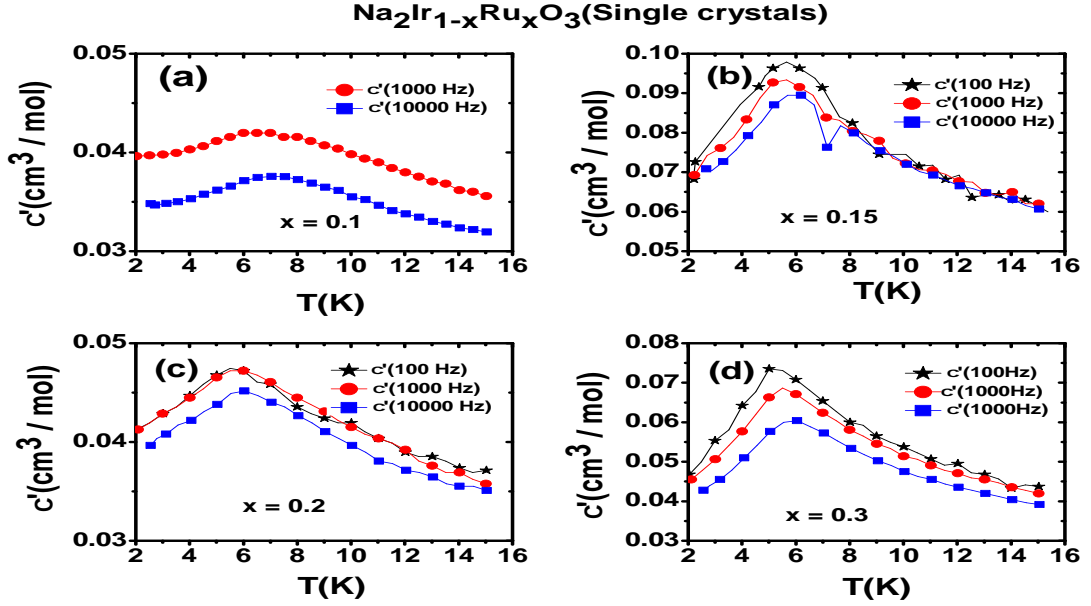 Na2Ir1-xRuxO3(Single crystals)
(a)
c'(1000 Hz)
c'(10000 Hz)
x = 0.1
c'(cm3 / mol)
0.05
0.04
0.03
2 4 6 8 10 12 14 16
T(K)
(b)
c'(100 Hz)
c'(1000 Hz)
c'(10000 Hz)
x = 0.15
c'(cm3 / mol)
0.10
0.09
0.08
0.07
0.06
0.05
2 4 6 8 10 12 14 16
T(K)
(c)
c'(100 Hz)
c'(1000 Hz)
c'(10000 Hz)
x = 0.2
c'(cm3 / mol)
0.05
0.04
0.03
2 4 6 8 10 12 14 16
T(K)
(d)
c'(100Hz)
c'(1000Hz)
c'(1000Hz)
x = 0.3
c'(cm3 / mol)
0.08
0.07
0.06
0.05
0.04
0.03
2 4 6 8 10 12 14 16
T(K)